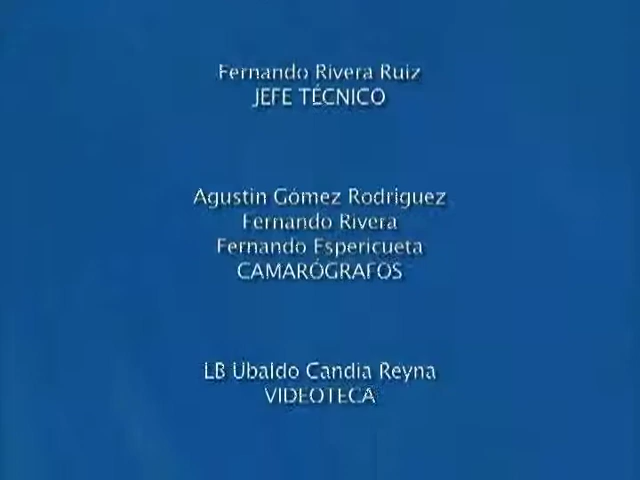 Fernando Rivera Ruiz
JEFE TÉCNICO
Agustin Gómez Rodriguez
Fernando Rivera
Fernando Espericueta
CAMARÓGRAFOS
LB Ubaldo Candia Reyna
VIDEOTECA